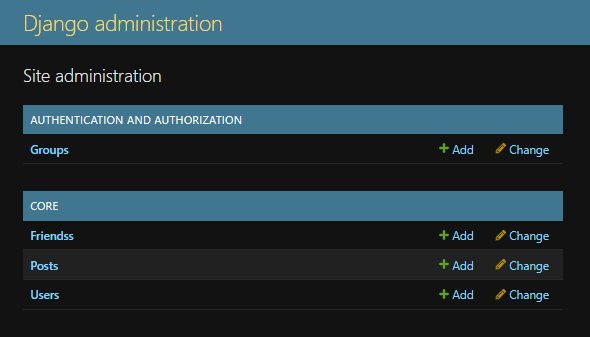 Django administration
Site administration
AUTHENTICATION AND AUTHORIZATION
Groups Add Change
CORE
Friendss Add Change
Posts Add Change
Users Add Change